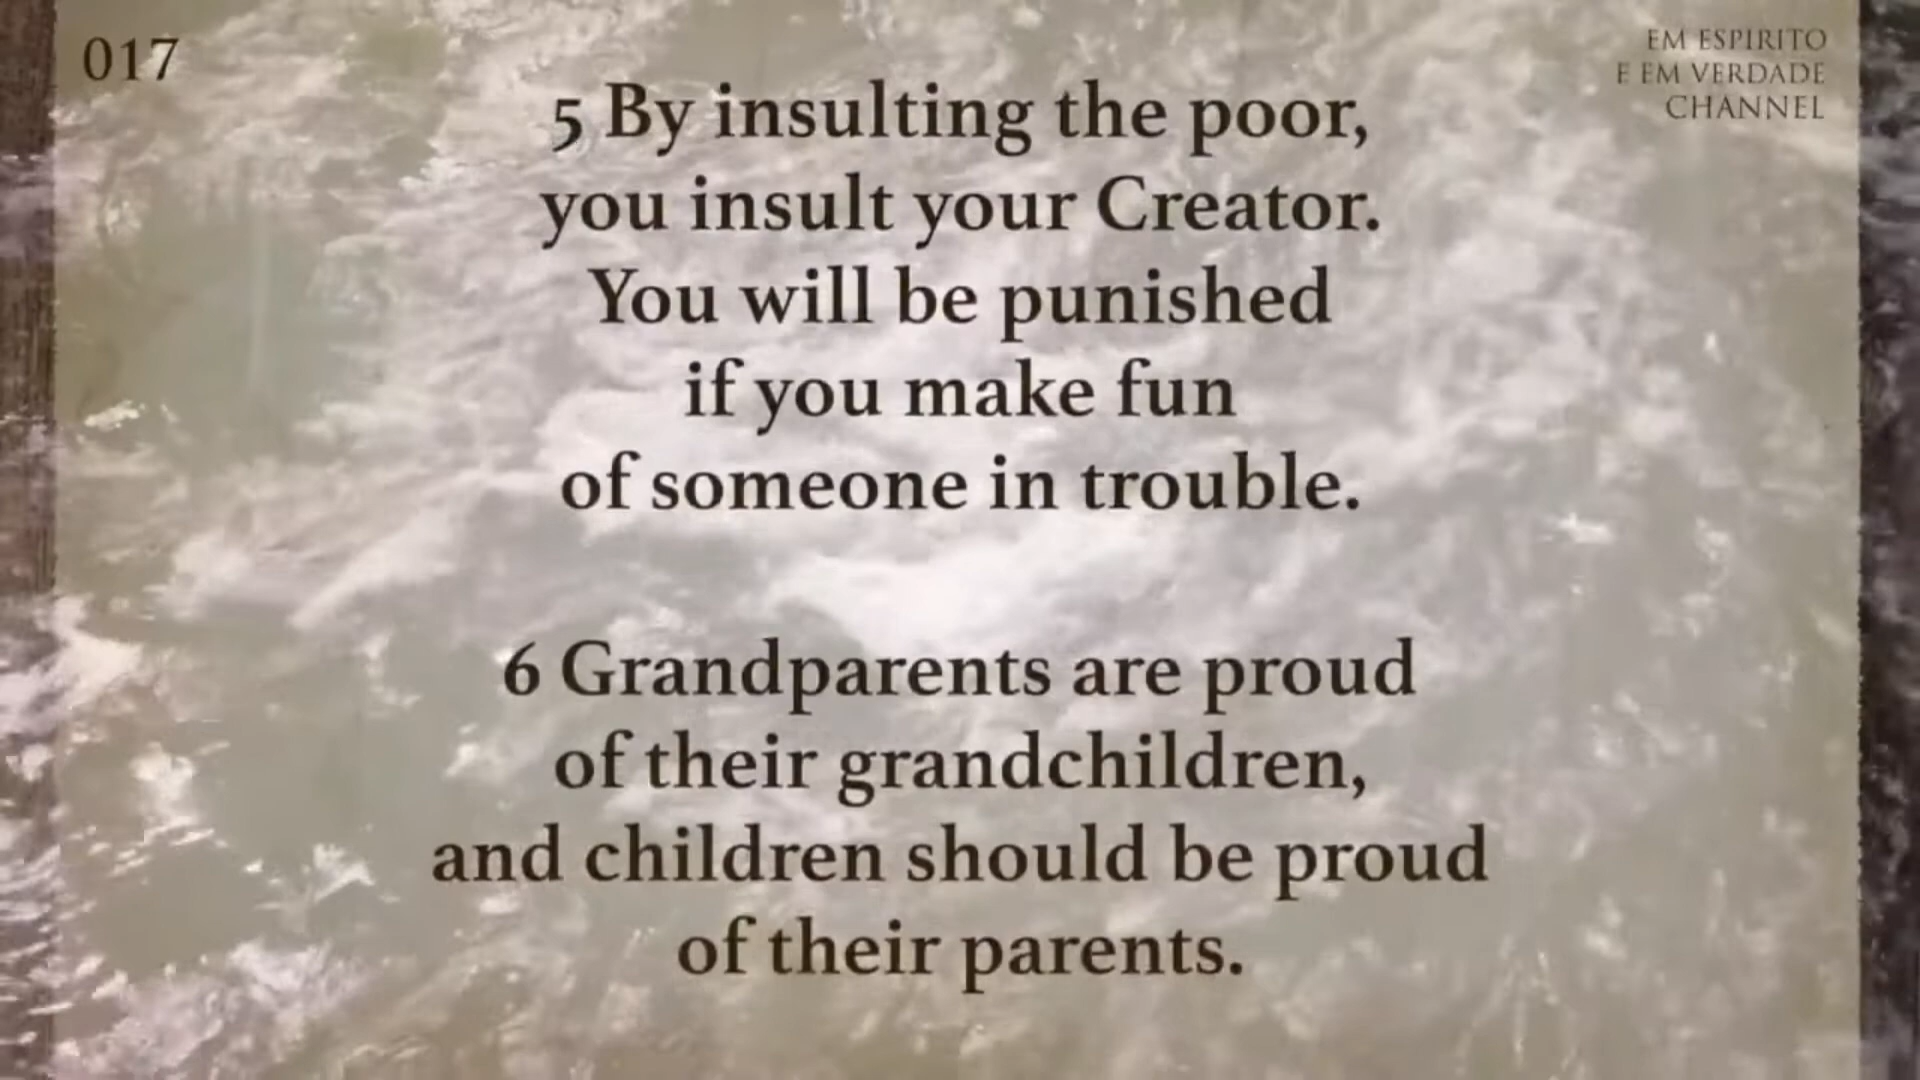 017
EM ESPIRITO
E EM VERDADE
CHANNEL
5 By insulting the poor,
you insult your Creator.
You will be punished
if you make fun
of someone in trouble.
6 Grandparents are proud
of their grandchildren,
and children should be proud
of their parents.